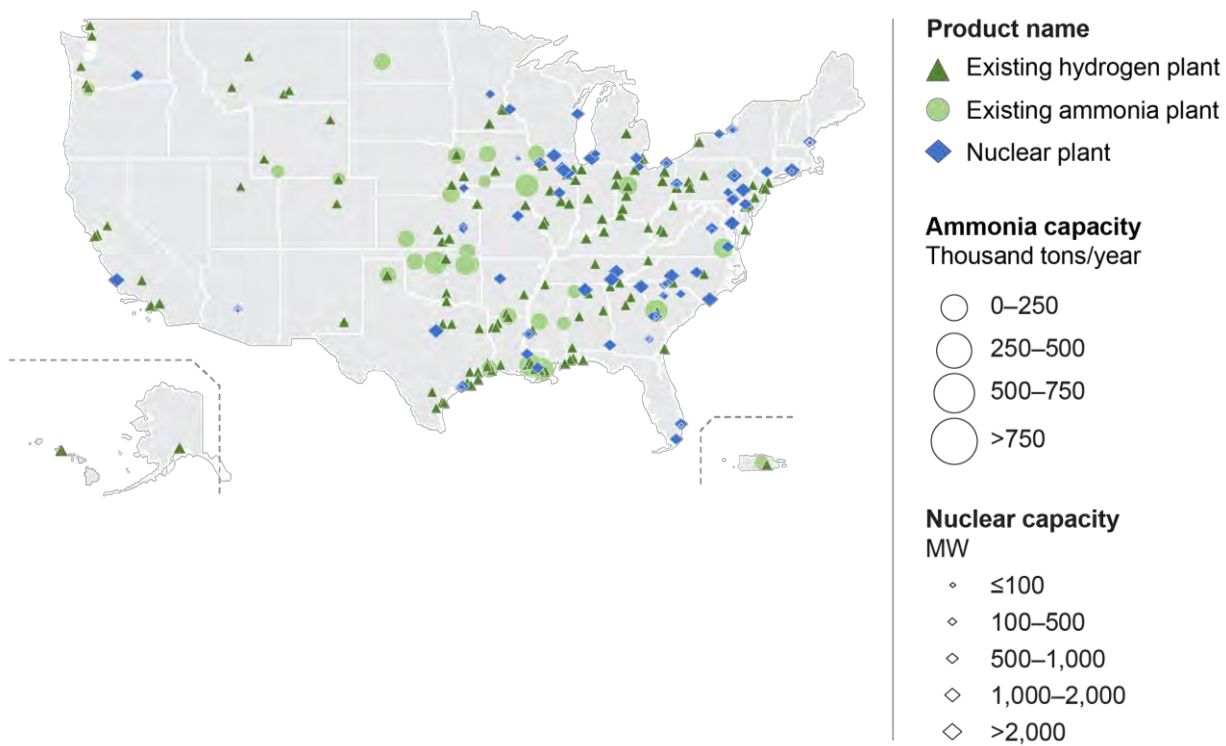 Product name
Existing hydrogen plant
Existing ammonia plant
Nuclear plant
Ammonia capacity
Thousand tons/year
0–250
250–500
500–750
>750
Nuclear capacity
MW
≤100
100–500
500–1,000
1,000–2,000
>2,000